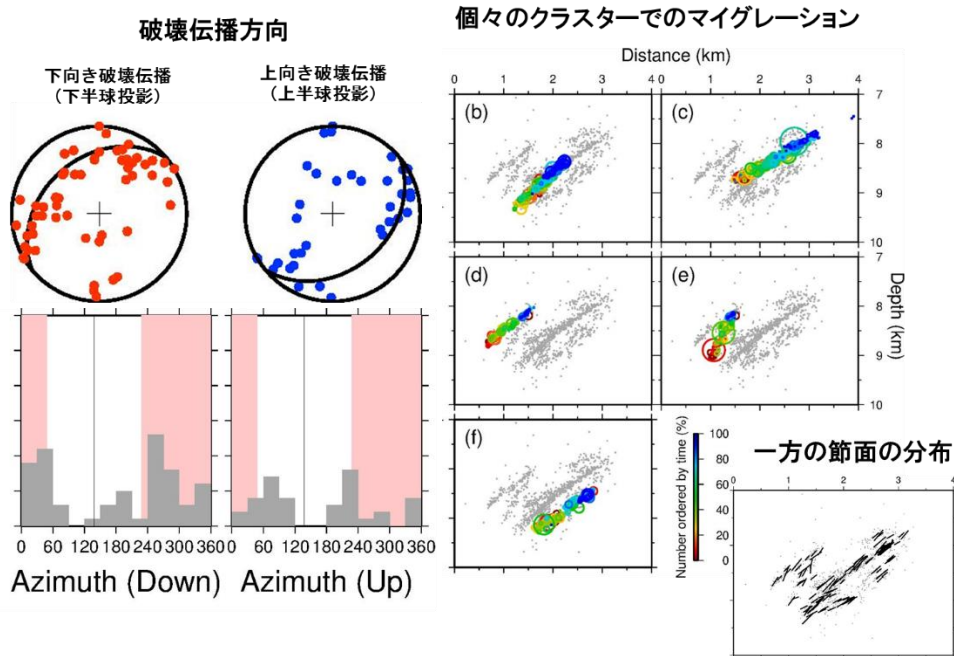 破壊伝播方向
下向き破壊伝播
(下半球投影)
上向き破壊伝播
(上半球投影)
0 60 120 180 240 300 360
Azimuth (Down)
0 60 120 180 240 300 360
Azimuth (Up)
個々のクラスターでのマイグレーション
Distance (km)
0 1 2 3 4 0 1 2 3 4
(b)
(c)
7
8
9
10
(d)
(e)
7
8
9
10
Depth (km)
(f)
100
80
60
40
20
0
Number ordered by time (%)
一方の節面の分布
0 1 2 3 4